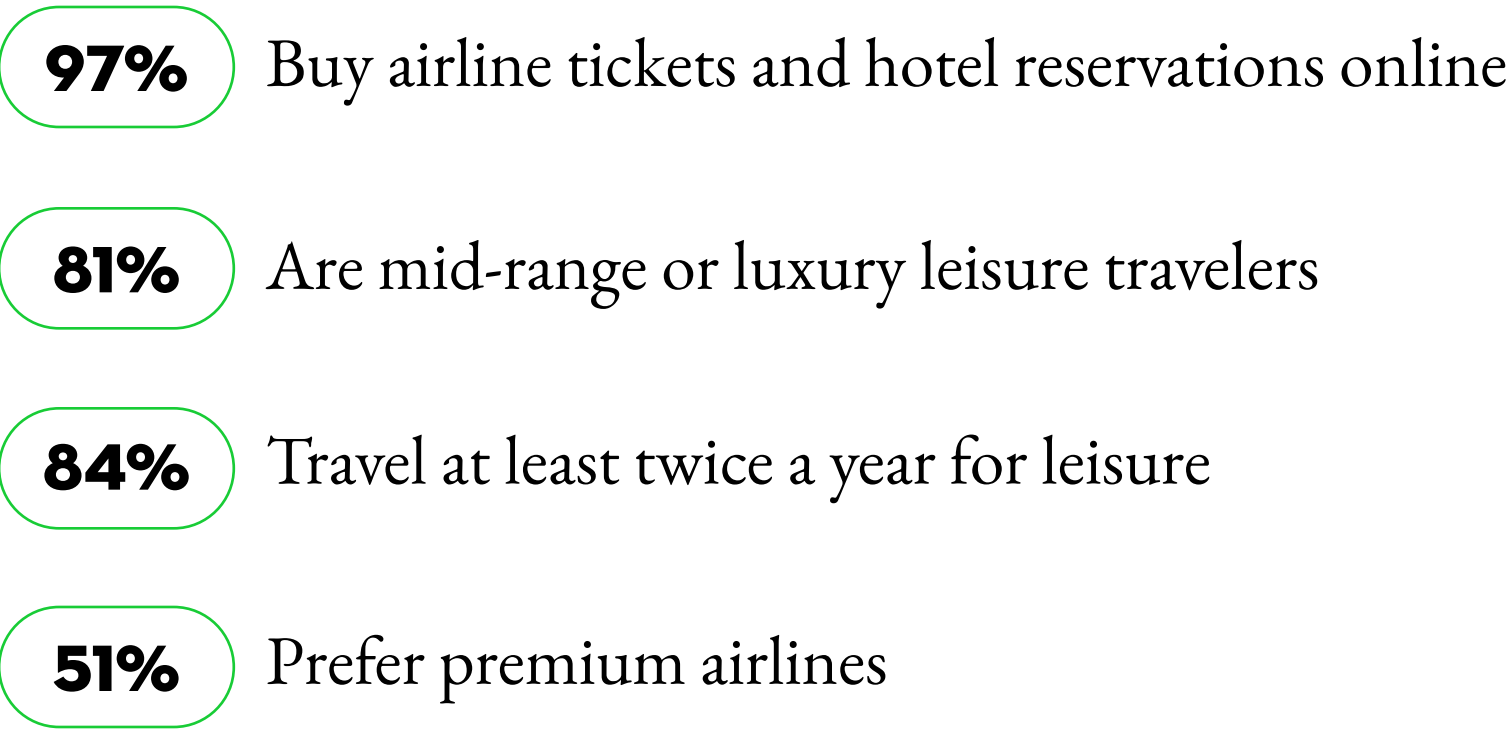 97% Buy airline tickets and hotel reservations online
81% Are mid-range or luxury leisure travelers
84% Travel at least twice a year for leisure
51% Prefer premium airlines